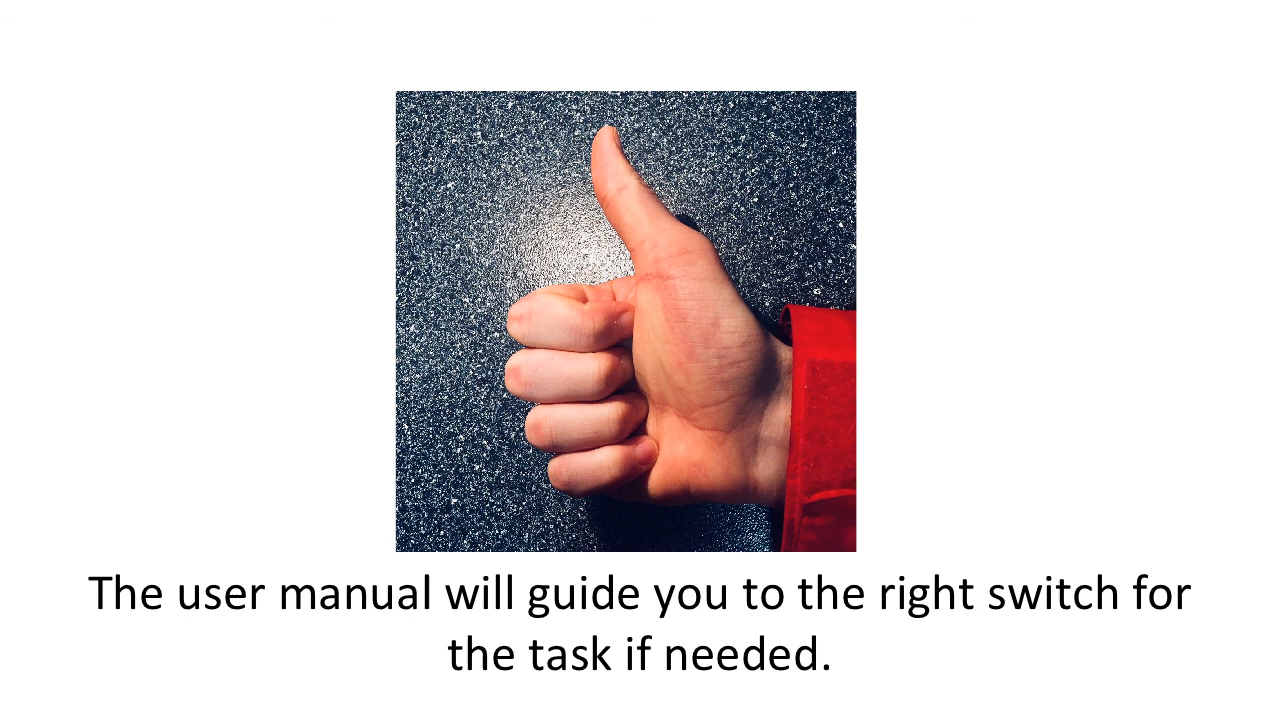 The user manual will guide you to the right switch for
the task if needed.